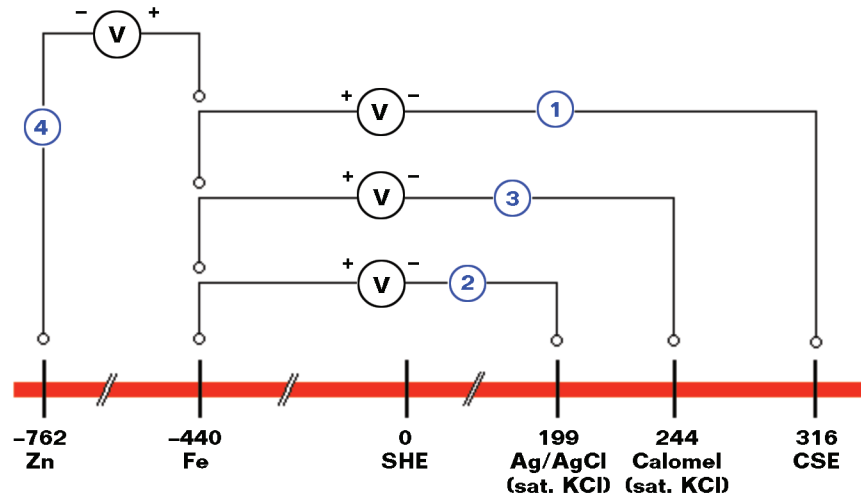 − V +
4
+ V − 1
+ V − 3
+ V − 2
−762 −440 0 199 244 316
Zn Fe SHE Ag/AgCl Calomel CSE
(sat. KCl) (sat. KCl)